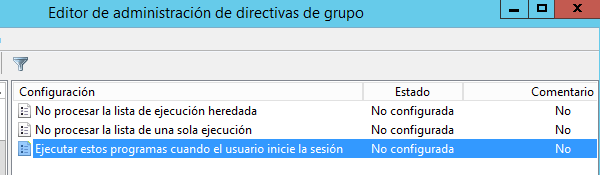 Editor de administración de directivas de grupo
Configuración Estado Comentario
No procesar la lista de ejecución heredada No configurada No
No procesar la lista de una sola ejecución No configurada No
Ejecutar estos programas cuando el usuario inicie la sesión No configurada No